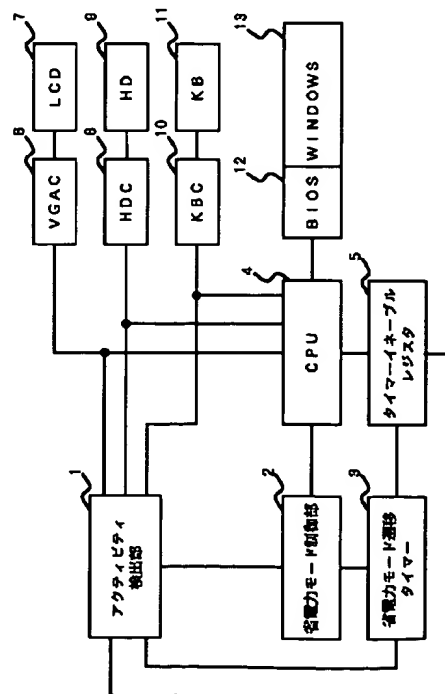 1
アクティビティ
検出部
6
VGAC
7
LCD
8
HDC
9
HD
10
KBC
11
KB
2
省電力モード制御部
4
CPU
12
BIOS
13
WINDOWS
3
省電力モード遷移
タイマー
5
タイマーイネーブル
レジスタ